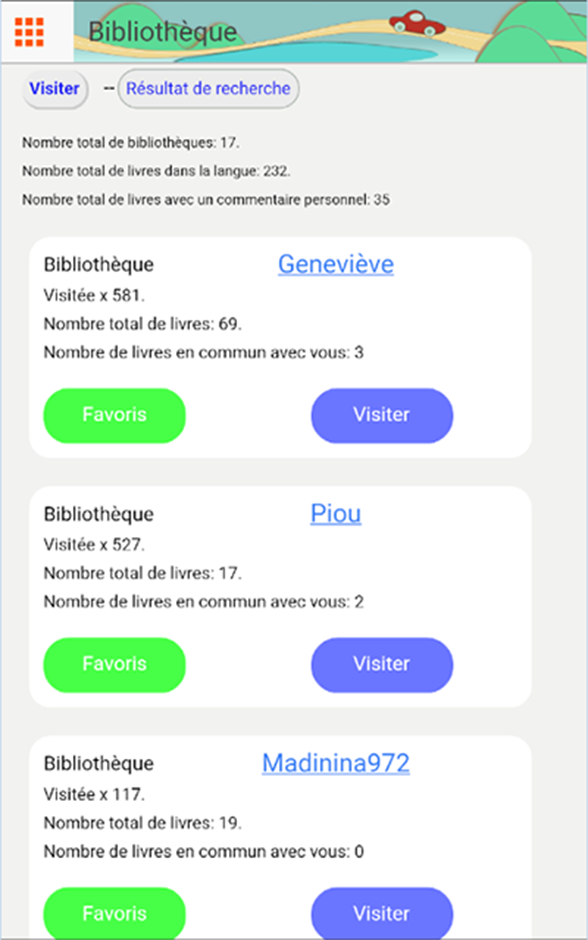 Bibliothèque
Visiter -- Résultat de recherche
Nombre total de bibliothèques: 17.
Nombre total de livres dans la langue: 232.
Nombre total de livres avec un commentaire personnel: 35
Bibliothèque Geneviève
Visitée x 581.
Nombre total de livres: 69.
Nombre de livres en commun avec vous: 3
Favoris Visiter
Bibliothèque Piou
Visitée x 527.
Nombre total de livres: 17.
Nombre de livres en commun avec vous: 2
Favoris Visiter
Bibliothèque Madinina972
Visitée x 117.
Nombre total de livres: 19.
Nombre de livres en commun avec vous: 0
Favoris Visiter